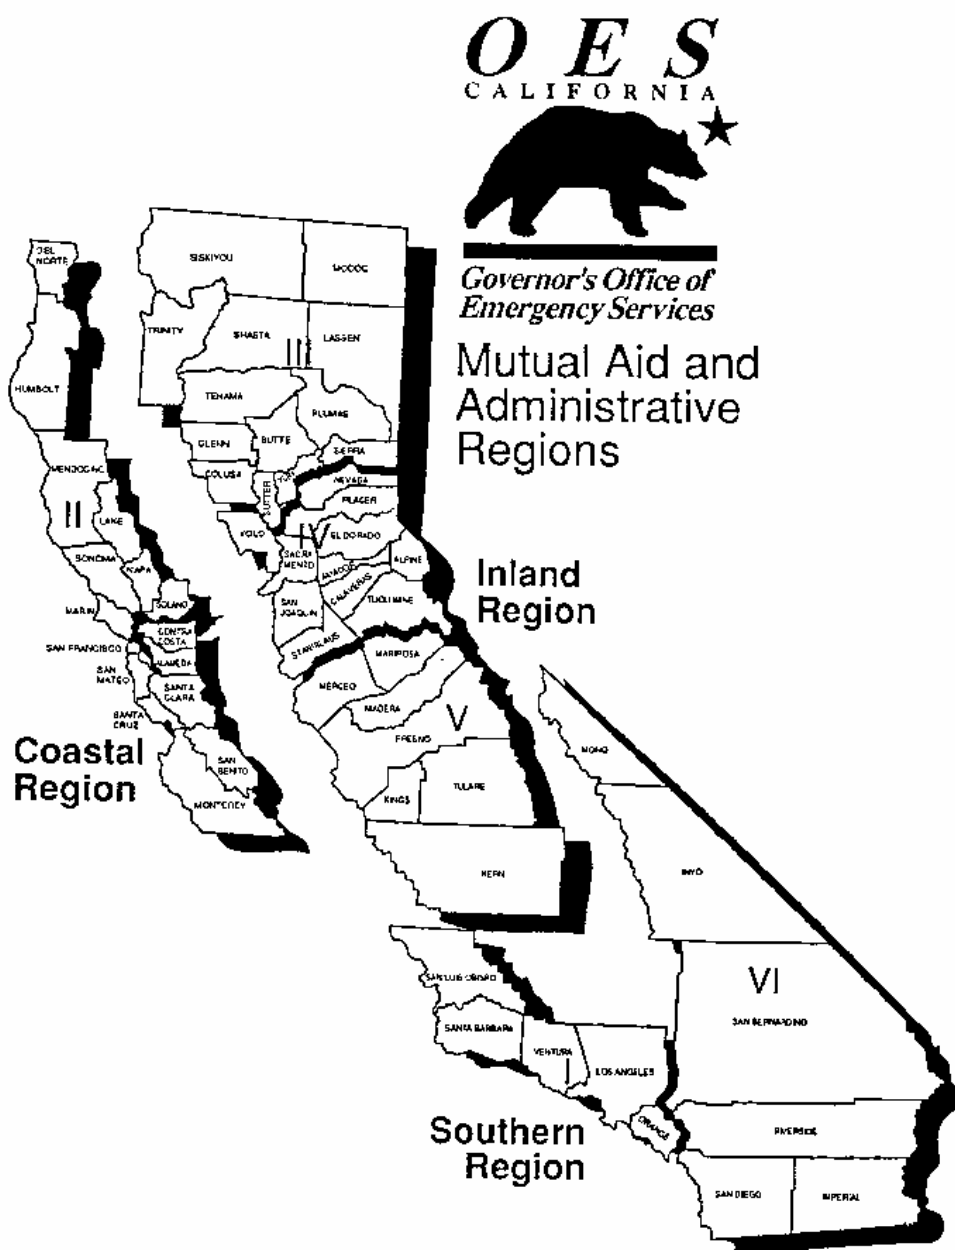 O E S
CALIFORNIA
Governor's Office of
Emergency Services
Mutual Aid and
Administrative
Regions
DEL
NORTE
SISKIYOU
MODOC
TRINITY
SHASTA
LASSEN
III
HUMBOLT
TEHAMA
PLUMAS
GLENN
BUTTE
SIERRA
MENDOCINO
COLUSA
SUTTER
YUBA
NEVADA
PLACER
II
LAKE
YOLO
IV
EL DORADO
SONOMA
NAPA
SACRA
MENTO
ALPINE
AMADOR
CALAVERAS
Inland
Region
MARIN
SOLANO
SAN
JOAQUIN
TUOLUMNE
CONTRA
COSTA
SAN FRANCISCO
ALAMEDA
STANISLAUS
MARIPOSA
SAN
MATEO
SANTA
CLARA
MERCED
MADERA
SANTA
CRUZ
V
FRESNO
Coastal
Region
SAN
BENITO
MONTEREY
KINGS
TULARE
MONO
KERN
INYO
SAN LUIS OBISPO
VI
SAN BERNARDINO
SANTA BARBARA
VENTURA
I
LOS ANGELES
Southern
Region
ORANGE
RIVERSIDE
SAN DIEGO
IMPERIAL